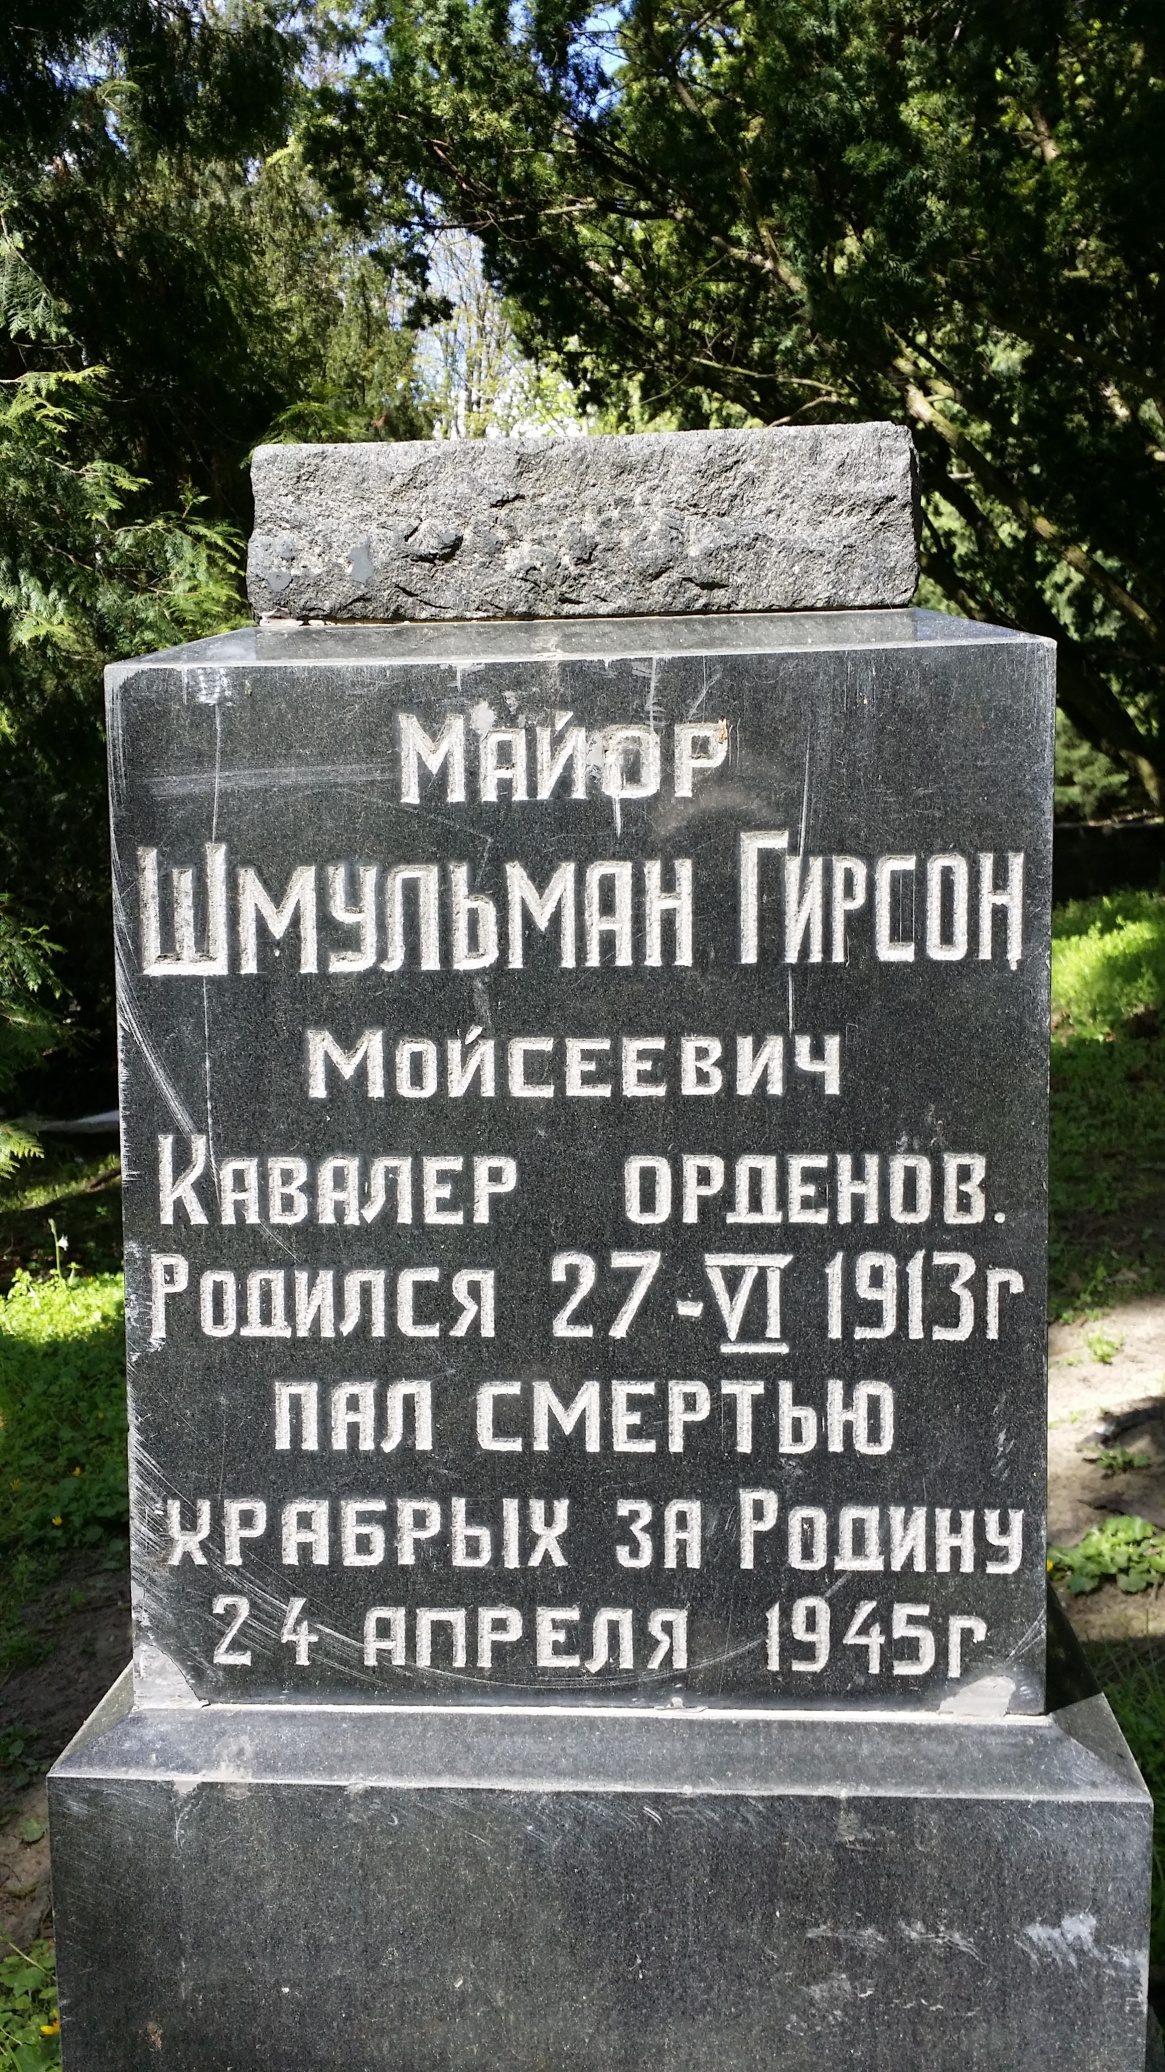 Майор
Шмульман Гирсон
Мойсеевич
Кавалер орденов.
Родился 27-VI 1913г
пал смертью
храбрых за Родину
24 апреля 1945г